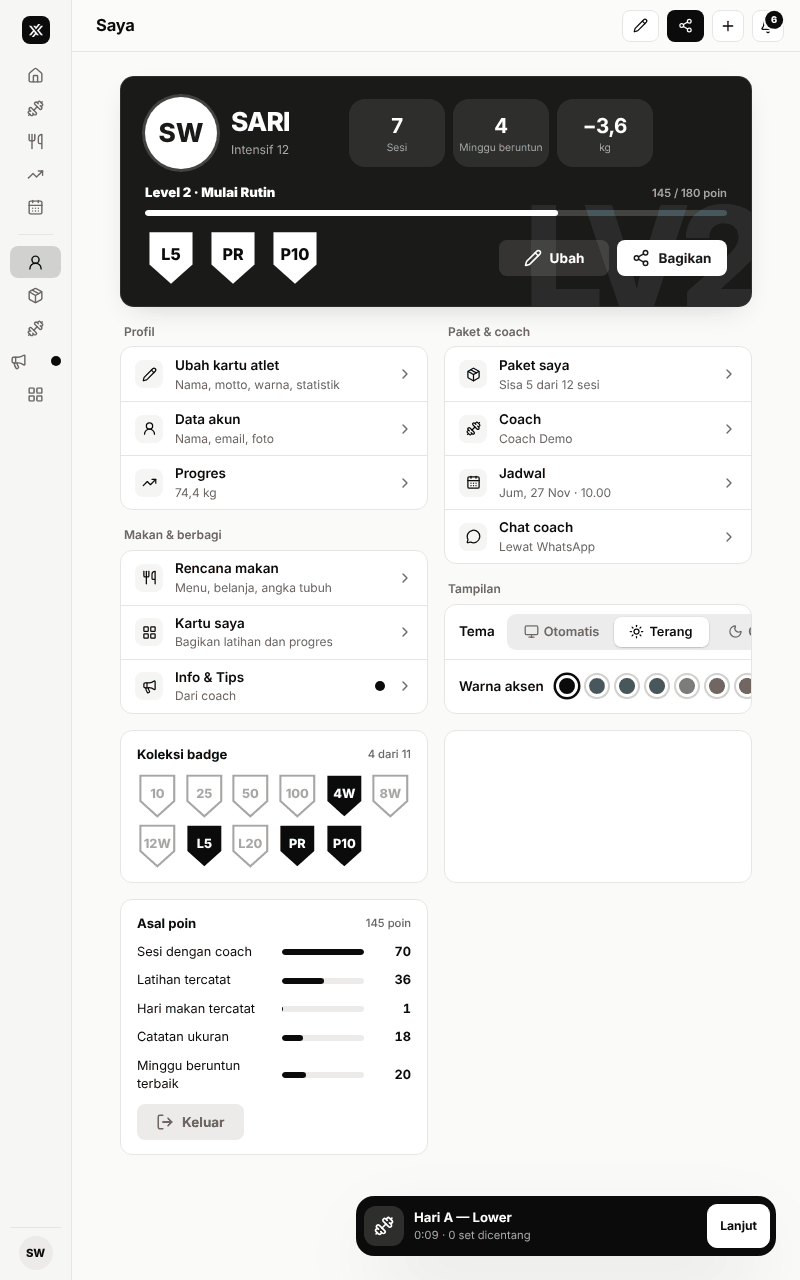 Saya
6
SW
SARI
Intensif 12
7
Sesi
4
Minggu beruntun
−3,6
kg
Level 2 · Mulai Rutin
145 / 180 poin
LV2
L5
PR
P10
Ubah
Bagikan
Profil
Ubah kartu atlet
Nama, motto, warna, statistik
Data akun
Nama, email, foto
Progres
74,4 kg
Makan & berbagi
Rencana makan
Menu, belanja, angka tubuh
Kartu saya
Bagikan latihan dan progres
Info & Tips
Dari coach
Paket & coach
Paket saya
Sisa 5 dari 12 sesi
Coach
Coach Demo
Jadwal
Jum, 27 Nov · 10.00
Chat coach
Lewat WhatsApp
Tampilan
Tema
Otomatis
Terang
Warna aksen
Koleksi badge
4 dari 11
10
25
50
100
4W
8W
12W
L5
L20
PR
P10
Asal poin
145 poin
Sesi dengan coach
70
Latihan tercatat
36
Hari makan tercatat
1
Catatan ukuran
18
Minggu beruntun
terbaik
20
Keluar
Hari A — Lower
0:09 · 0 set dicentang
Lanjut
SW